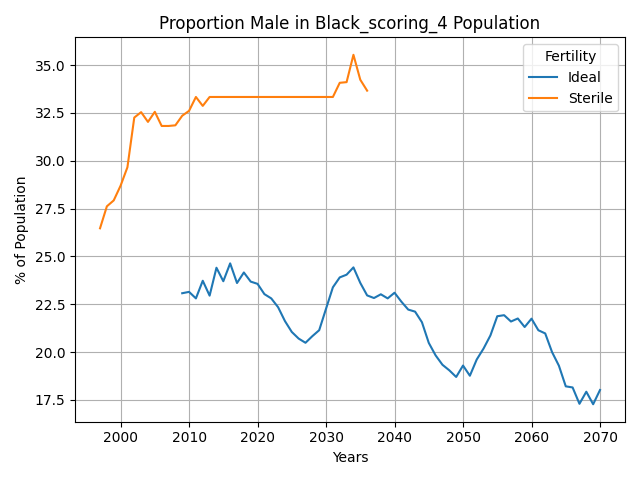 Proportion Male in Black_scoring_4 Population
Fertility
Ideal
Sterile
% of Population
35.0
32.5
30.0
27.5
25.0
22.5
20.0
17.5
2000 2010 2020 2030 2040 2050 2060 2070
Years